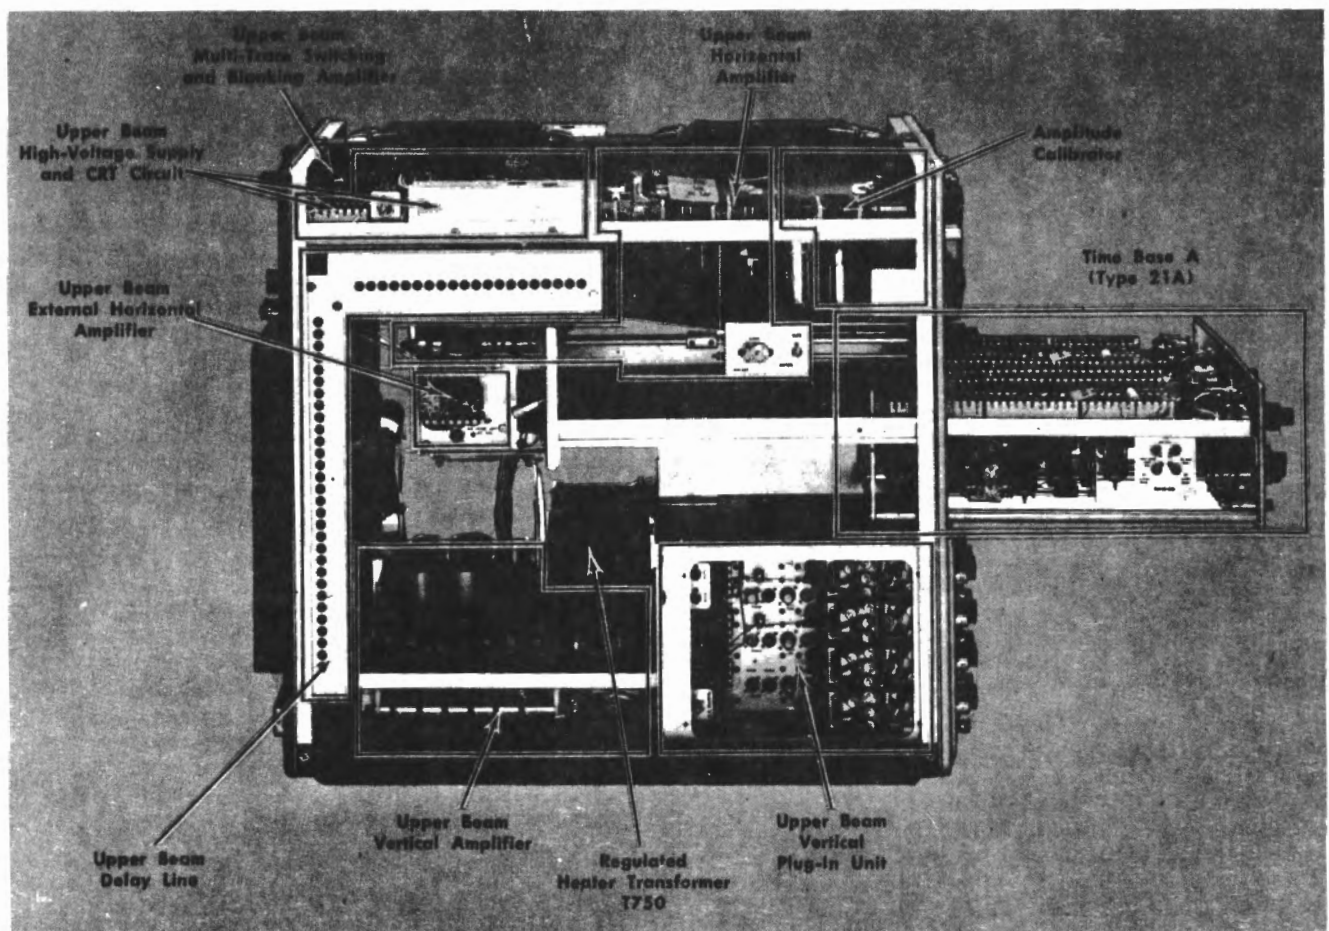 Upper Beam
Multi-Trace Switching
and Blanking Amplifier
Upper Beam
Horizontal
Amplifier
Upper Beam
High-Voltage Supply
and CRT Circuit
Amplitude
Calibrator
Time Base A
(Type 21A)
Upper Beam
External Horizontal
Amplifier
Upper Beam
Delay Line
Upper Beam
Vertical Amplifier
Regulated
Heater Transformer
T750
Upper Beam
Vertical
Plug-In Unit